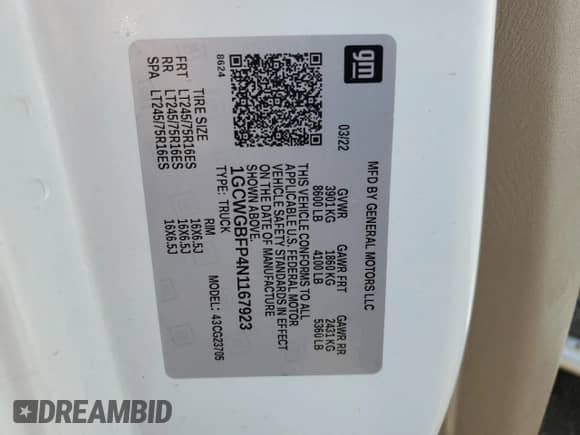 gm
MFD BY GENERAL MOTORS LLC
03/22
GVWR GAWR FRT GAWR RR
3901 KG 1860 KG 2431 KG
8600 LB 4100 LB 5360 LB
THIS VEHICLE CONFORMS TO ALL
APPLICABLE U.S. FEDERAL MOTOR
VEHICLE SAFETY STANDARDS IN EFFECT
ON THE DATE OF MANUFACTURE
SHOWN ABOVE.
1GCWGBFP4N1167923
TYPE: TRUCK
MODEL: 43CG23705
8624
TIRE SIZE RIM
FRT LT245/75R16ES 16X6.5J
RR LT245/75R16ES 16X6.5J
SPA LT245/75R16ES 16X6.5J
DREAMBID